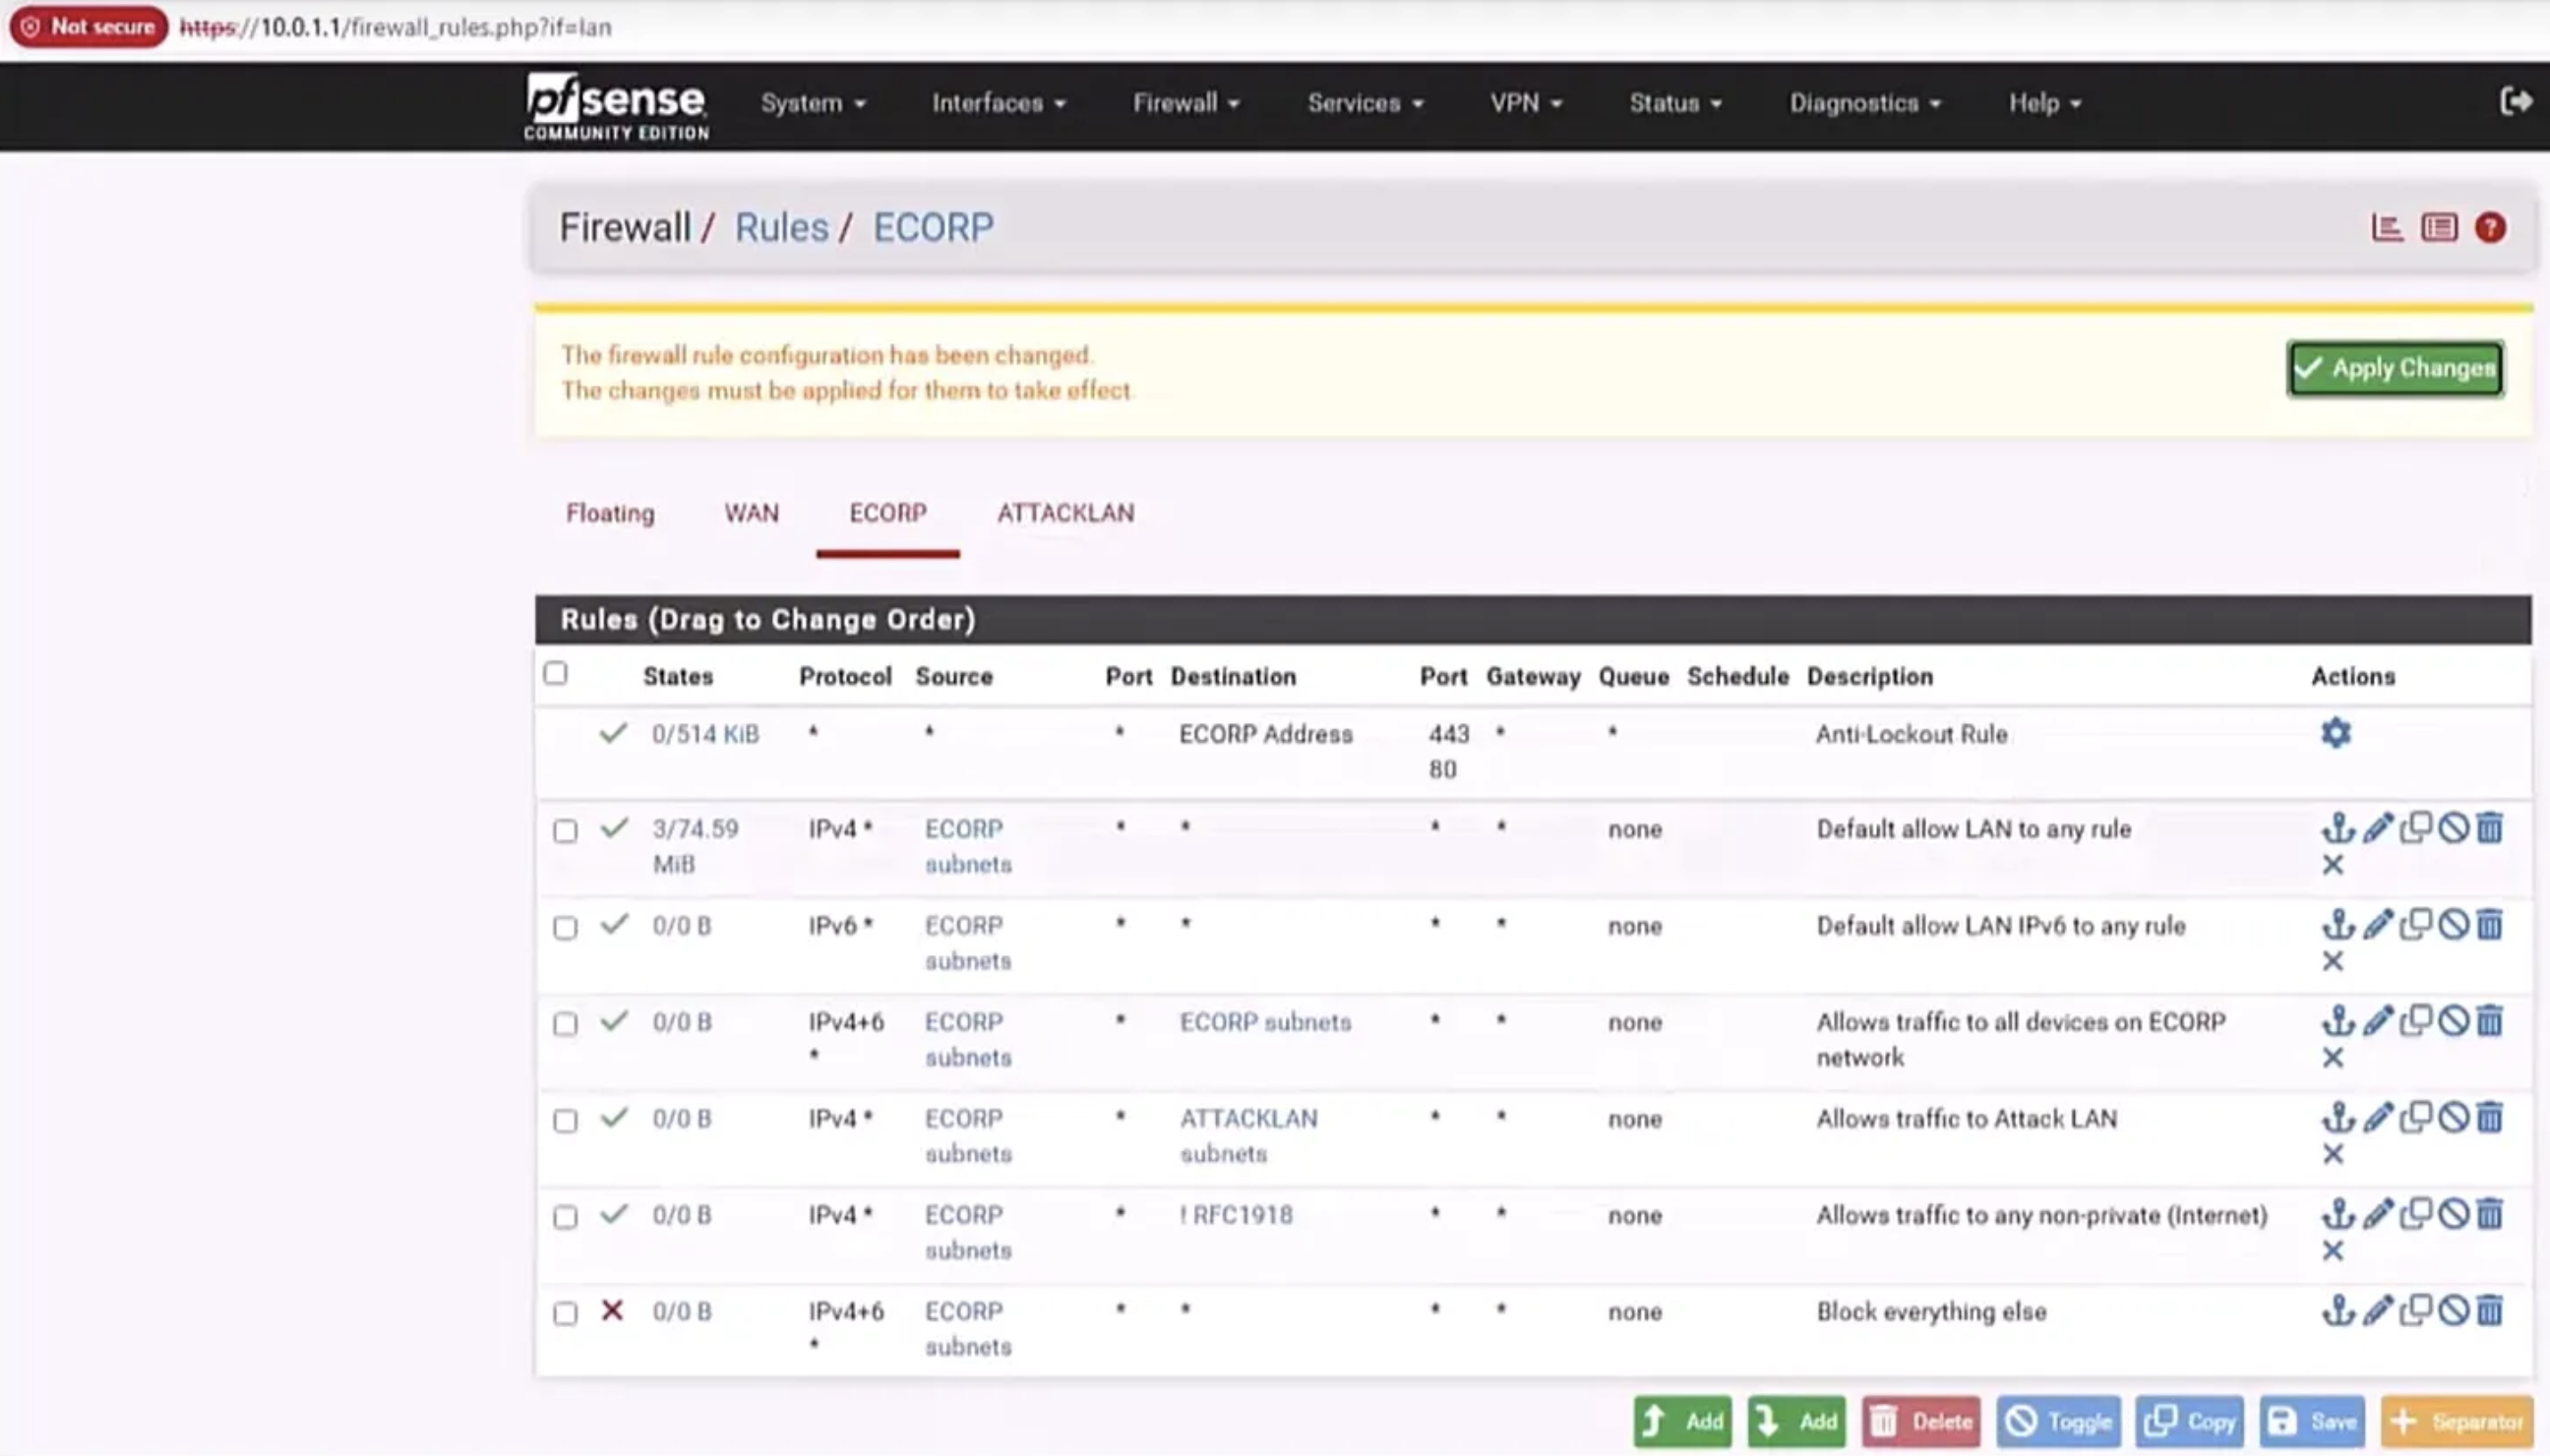 Not secure https://10.0.1.1/firewall_rules.php?if=lan
pfsense System Interfaces Firewall Services VPN Status Diagnostics Help
COMMUNITY EDITION
Firewall / Rules / ECORP
The firewall rule configuration has been changed.
The changes must be applied for them to take effect.
Apply Changes
Floating WAN ECORP ATTACKLAN
Rules (Drag to Change Order)
States Protocol Source Port Destination Port Gateway Queue Schedule Description Actions
0/514 KiB * * * ECORP Address 443 * * Anti-Lockout Rule
80
3/74.59 IPv4 * ECORP * * * * none Default allow LAN to any rule
MiB subnets
0/0 B IPv6 * ECORP * * * * none Default allow LAN IPv6 to any rule
subnets
0/0 B IPv4+6 ECORP * ECORP subnets * * none Allows traffic to all devices on ECORP
* subnets network
0/0 B IPv4 * ECORP * ATTACKLAN * * none Allows traffic to Attack LAN
subnets subnets
0/0 B IPv4 * ECORP * ! RFC1918 * * none Allows traffic to any non-private (Internet)
subnets
0/0 B IPv4+6 ECORP * * * * none Block everything else
* subnets
Add Add Delete Toggle Copy Save Separator